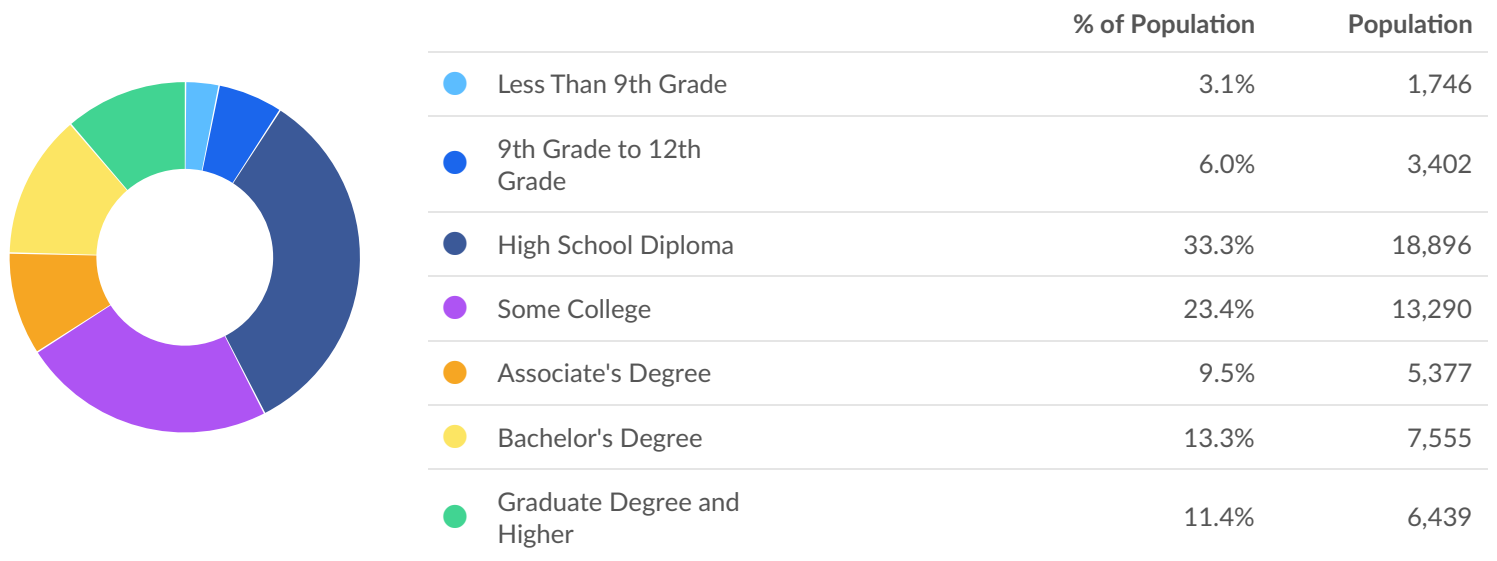 % of Population Population
Less Than 9th Grade 3.1% 1,746
9th Grade to 12th
Grade 6.0% 3,402
High School Diploma 33.3% 18,896
Some College 23.4% 13,290
Associate's Degree 9.5% 5,377
Bachelor's Degree 13.3% 7,555
Graduate Degree and
Higher 11.4% 6,439